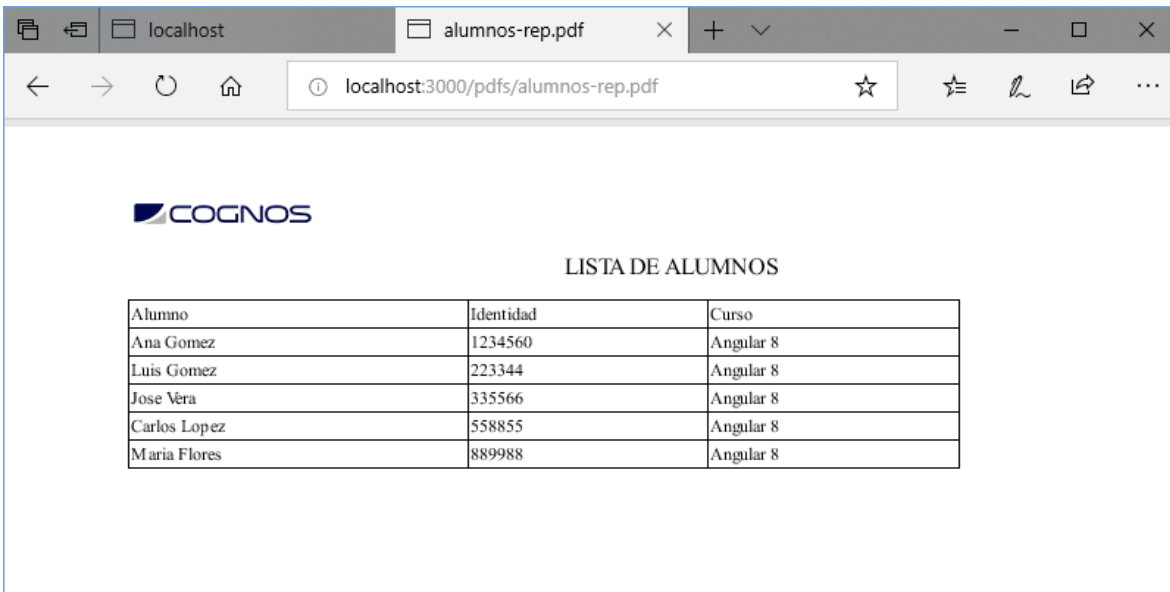 localhost
alumnos-rep.pdf
localhost:3000/pdfs/alumnos-rep.pdf
COGNOS
LISTA DE ALUMNOS
Alumno Identidad Curso
Ana Gomez 1234560 Angular 8
Luis Gomez 223344 Angular 8
Jose Vera 335566 Angular 8
Carlos Lopez 558855 Angular 8
Maria Flores 889988 Angular 8